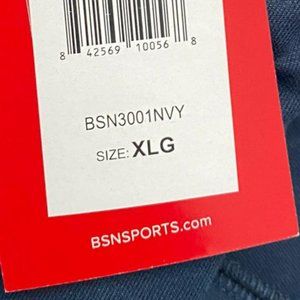 8 42569 10056 8
BSN3001NVY
SIZE: XLG
BSNSPORTS.com